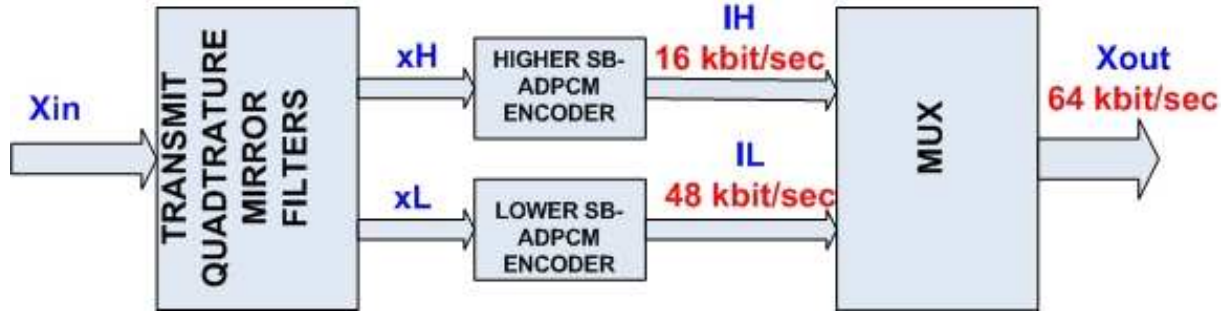 Xin
TRANSMIT
QUADTRATURE
MIRROR
FILTERS
xH
HIGHER SB-
ADPCM
ENCODER
IH
16 kbit/sec
xL
LOWER SB-
ADPCM
ENCODER
IL
48 kbit/sec
MUX
Xout
64 kbit/sec